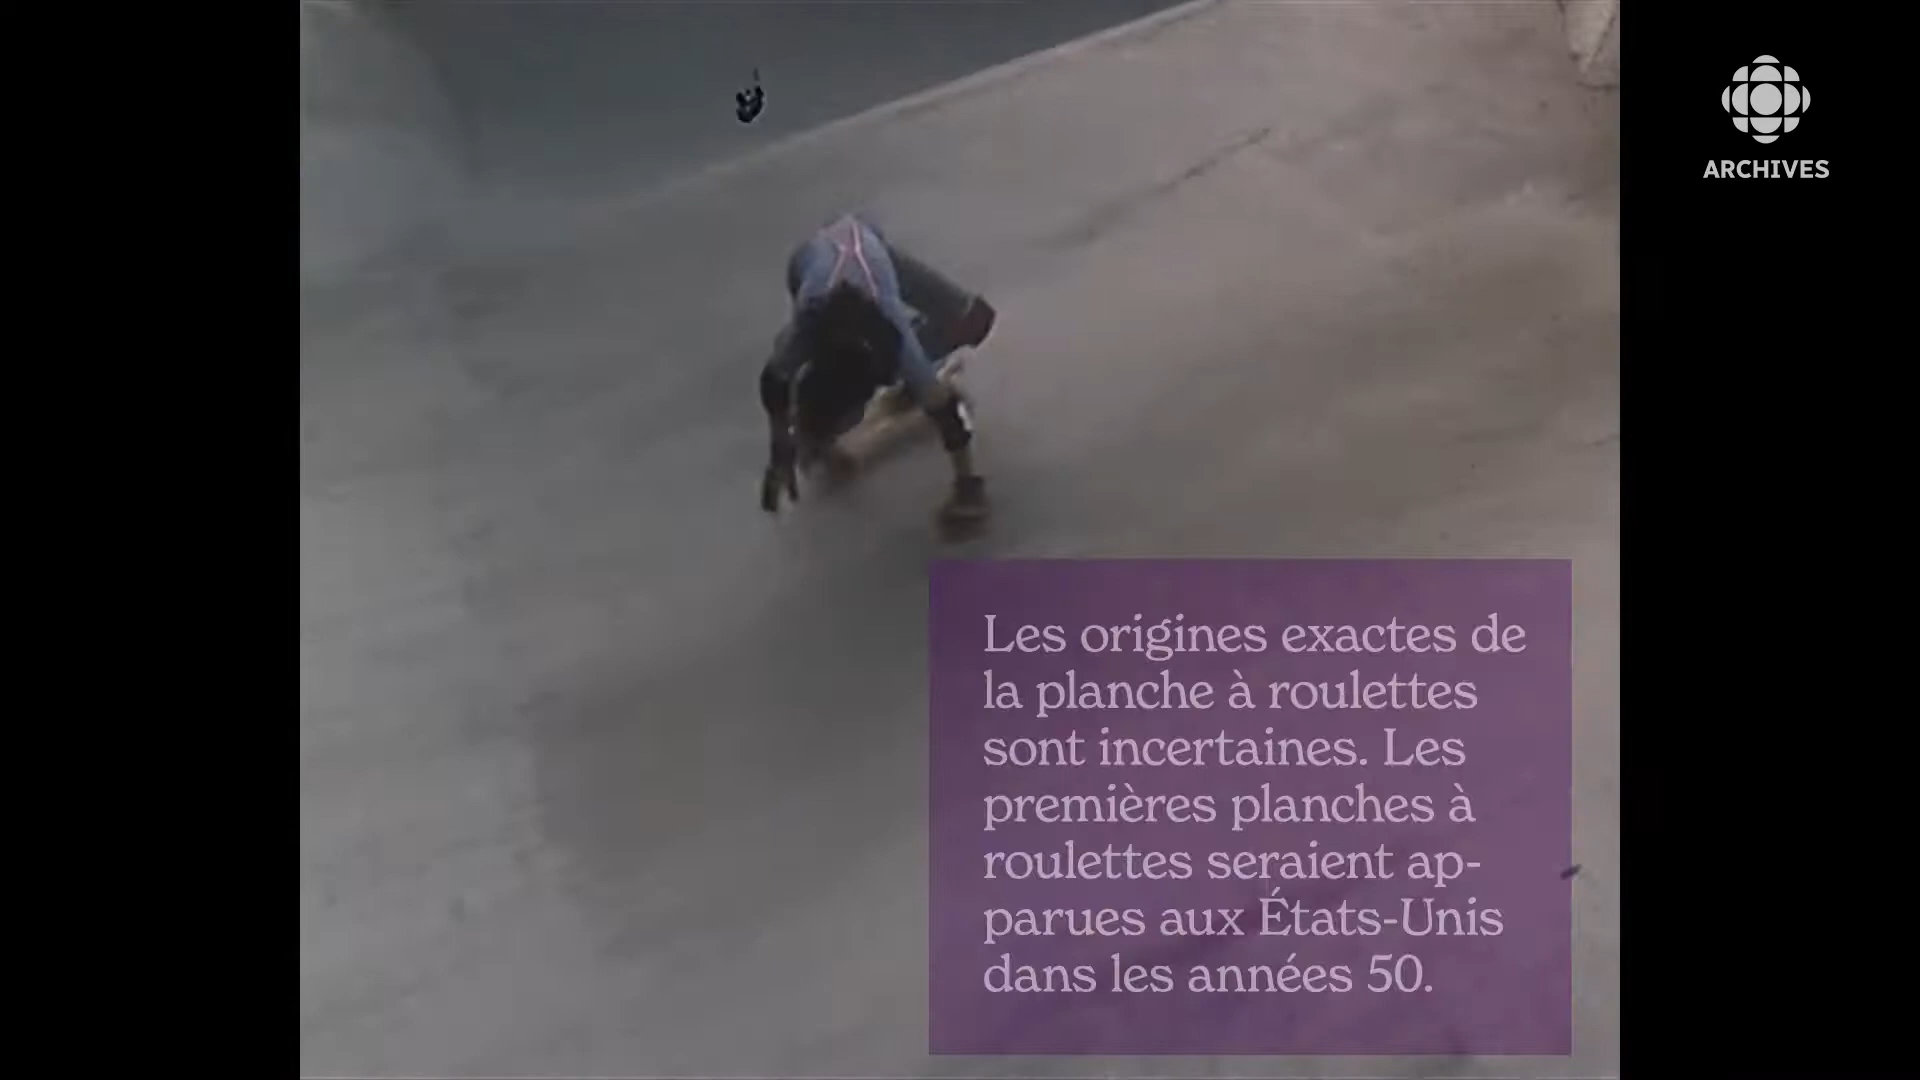 ARCHIVES
Les origines exactes de
la planche à roulettes
sont incertaines. Les
premières planches à
roulettes seraient ap-
parues aux États-Unis
dans les années 50.